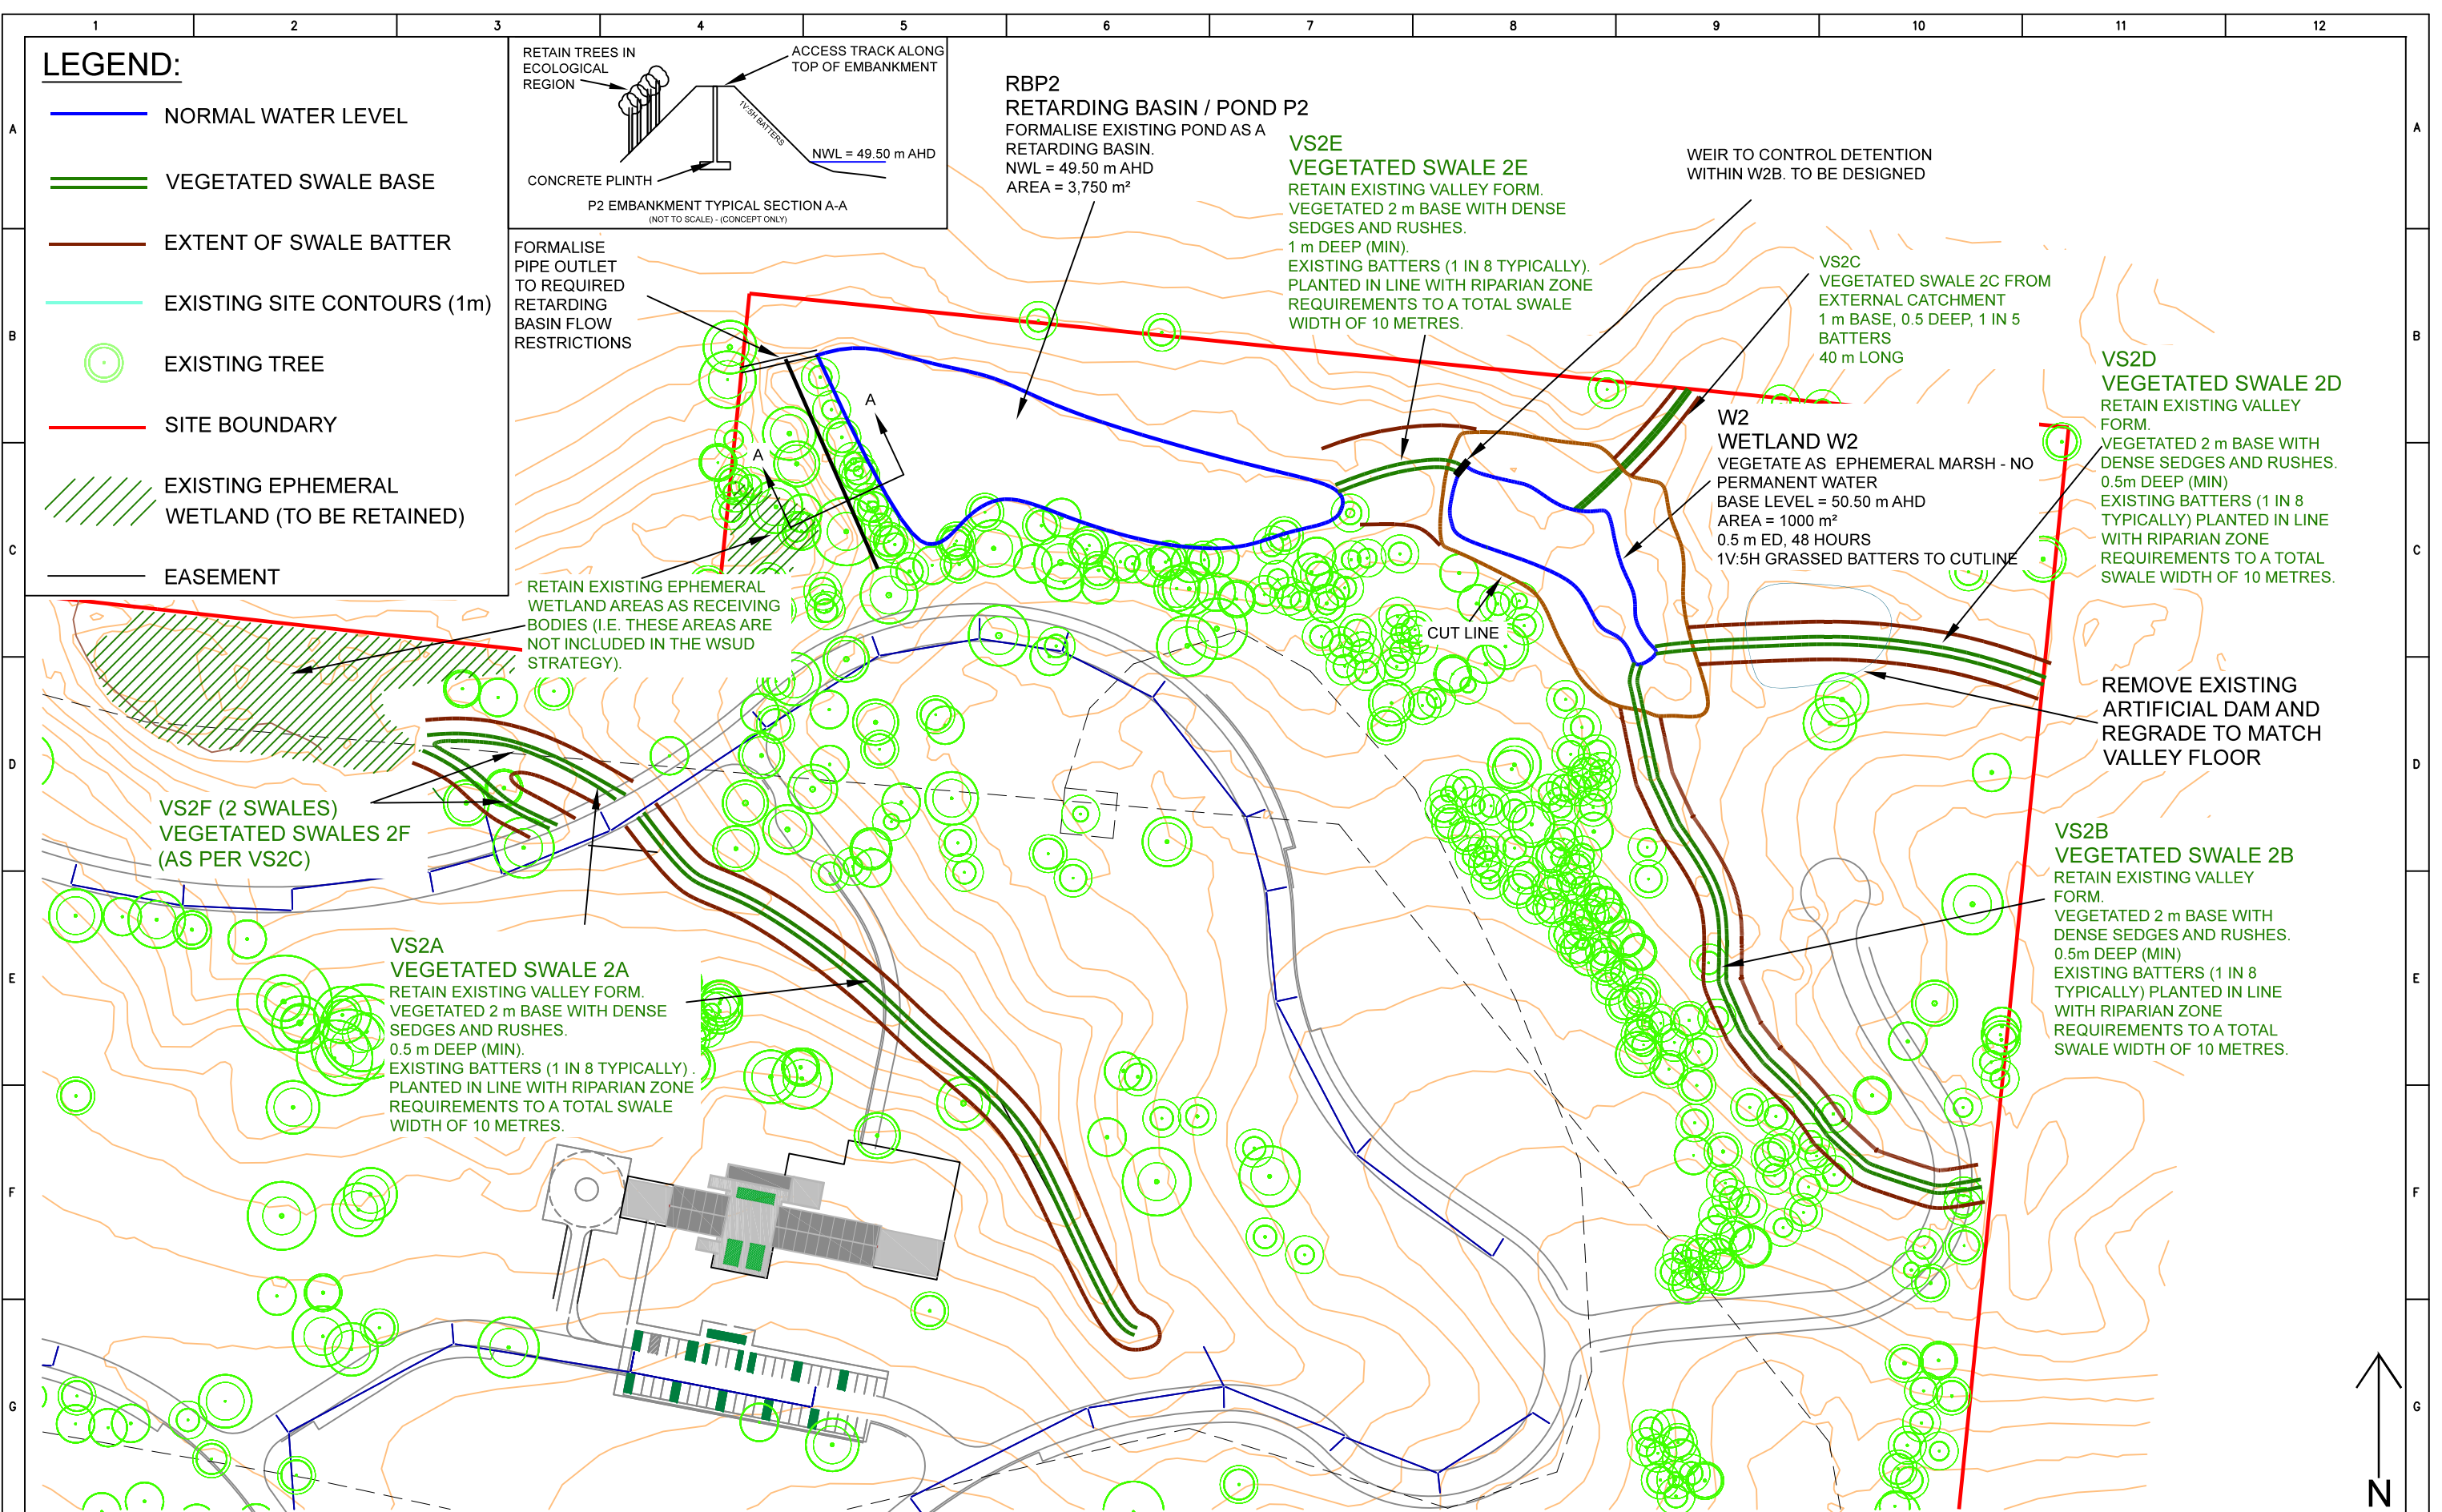 1 2 3 4 5 6 7 8 9 10 11 12
A
B
C
D
E
F
G
A
B
C
D
E
F
G
LEGEND:
NORMAL WATER LEVEL
VEGETATED SWALE BASE
EXTENT OF SWALE BATTER
EXISTING SITE CONTOURS (1m)
EXISTING TREE
SITE BOUNDARY
EXISTING EPHEMERAL
WETLAND (TO BE RETAINED)
EASEMENT
RETAIN TREES IN
ECOLOGICAL
REGION
ACCESS TRACK ALONG
TOP OF EMBANKMENT
1V:5H BATTERS
NWL = 49.50 m AHD
CONCRETE PLINTH
P2 EMBANKMENT TYPICAL SECTION A-A
(NOT TO SCALE) - (CONCEPT ONLY)
FORMALISE
PIPE OUTLET
TO REQUIRED
RETARDING
BASIN FLOW
RESTRICTIONS
RBP2
RETARDING BASIN / POND P2
FORMALISE EXISTING POND AS A
RETARDING BASIN.
NWL = 49.50 m AHD
AREA = 3,750 m²
VS2E
VEGETATED SWALE 2E
RETAIN EXISTING VALLEY FORM.
VEGETATED 2 m BASE WITH DENSE
SEDGES AND RUSHES.
1 m DEEP (MIN).
EXISTING BATTERS (1 IN 8 TYPICALLY).
PLANTED IN LINE WITH RIPARIAN ZONE
REQUIREMENTS TO A TOTAL SWALE
WIDTH OF 10 METRES.
WEIR TO CONTROL DETENTION
WITHIN W2B. TO BE DESIGNED
VS2C
VEGETATED SWALE 2C FROM
EXTERNAL CATCHMENT
1 m BASE, 0.5 DEEP, 1 IN 5
BATTERS
40 m LONG
VS2D
VEGETATED SWALE 2D
RETAIN EXISTING VALLEY
FORM.
VEGETATED 2 m BASE WITH
DENSE SEDGES AND RUSHES.
0.5m DEEP (MIN)
EXISTING BATTERS (1 IN 8
TYPICALLY) PLANTED IN LINE
WITH RIPARIAN ZONE
REQUIREMENTS TO A TOTAL
SWALE WIDTH OF 10 METRES.
W2
WETLAND W2
VEGETATE AS EPHEMERAL MARSH - NO
PERMANENT WATER
BASE LEVEL = 50.50 m AHD
AREA = 1000 m²
0.5 m ED, 48 HOURS
1V:5H GRASSED BATTERS TO CUTLINE
A
A
CUT LINE
RETAIN EXISTING EPHEMERAL
WETLAND AREAS AS RECEIVING
BODIES (I.E. THESE AREAS ARE
NOT INCLUDED IN THE WSUD
STRATEGY).
REMOVE EXISTING
ARTIFICIAL DAM AND
REGRADE TO MATCH
VALLEY FLOOR
VS2F (2 SWALES)
VEGETATED SWALES 2F
(AS PER VS2C)
VS2B
VEGETATED SWALE 2B
RETAIN EXISTING VALLEY
FORM.
VEGETATED 2 m BASE WITH
DENSE SEDGES AND RUSHES.
0.5m DEEP (MIN)
EXISTING BATTERS (1 IN 8
TYPICALLY) PLANTED IN LINE
WITH RIPARIAN ZONE
REQUIREMENTS TO A TOTAL
SWALE WIDTH OF 10 METRES.
VS2A
VEGETATED SWALE 2A
RETAIN EXISTING VALLEY FORM.
VEGETATED 2 m BASE WITH DENSE
SEDGES AND RUSHES.
0.5 m DEEP (MIN).
EXISTING BATTERS (1 IN 8 TYPICALLY) .
PLANTED IN LINE WITH RIPARIAN ZONE
REQUIREMENTS TO A TOTAL SWALE
WIDTH OF 10 METRES.
N